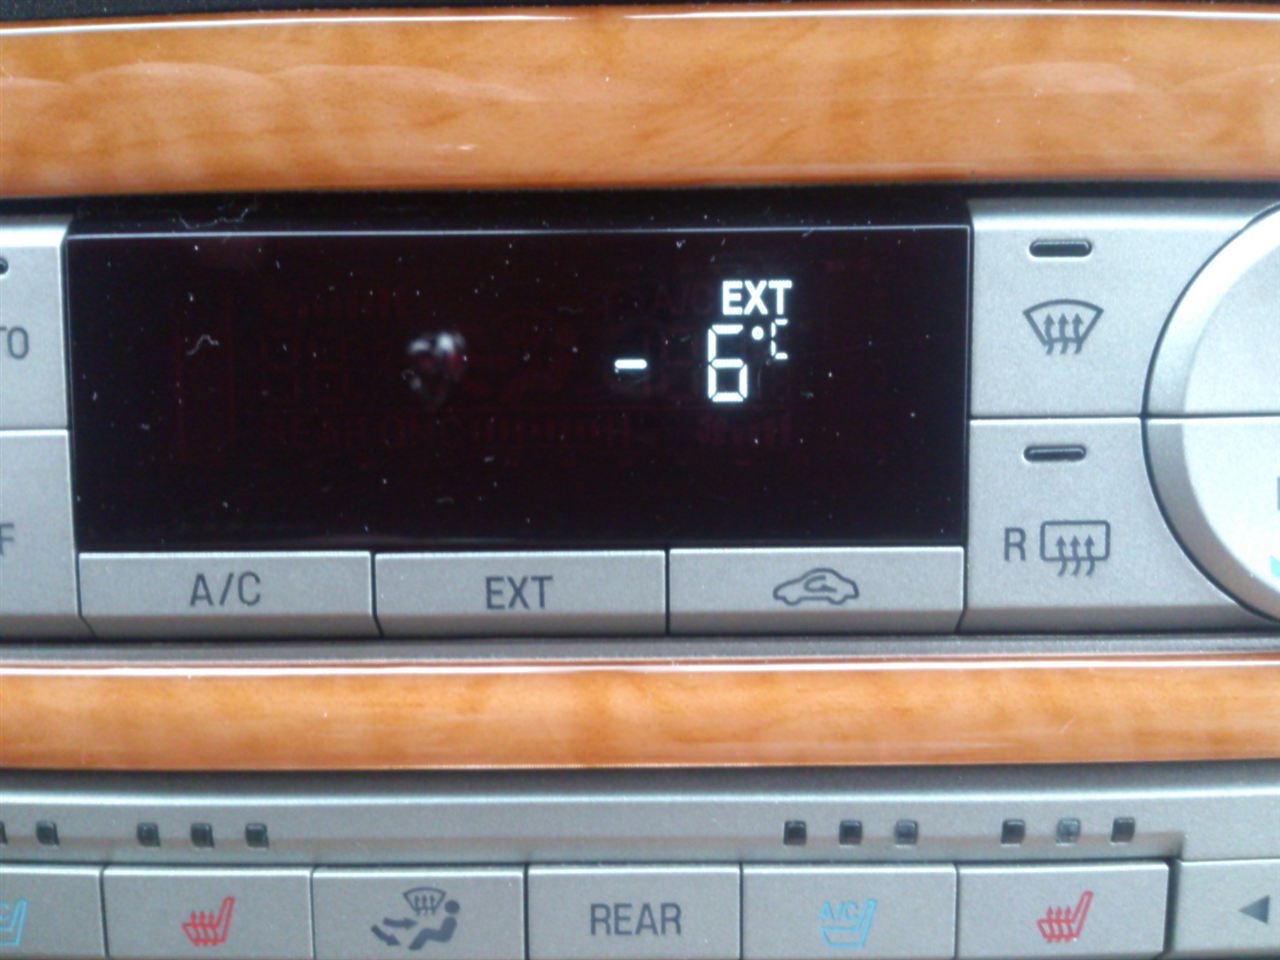 EXT
- 6°C
TO
F
A/C
EXT
R
REAR
A/C